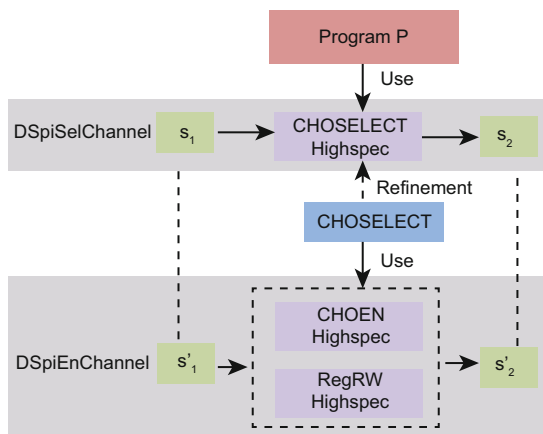 Program P
Use
DSpiSelChannel
s1
CHOSELECT
Highspec
s2
Refinement
CHOSELECT
Use
CHOEN
Highspec
DSpiEnChannel
s'1
RegRW
Highspec
s'2